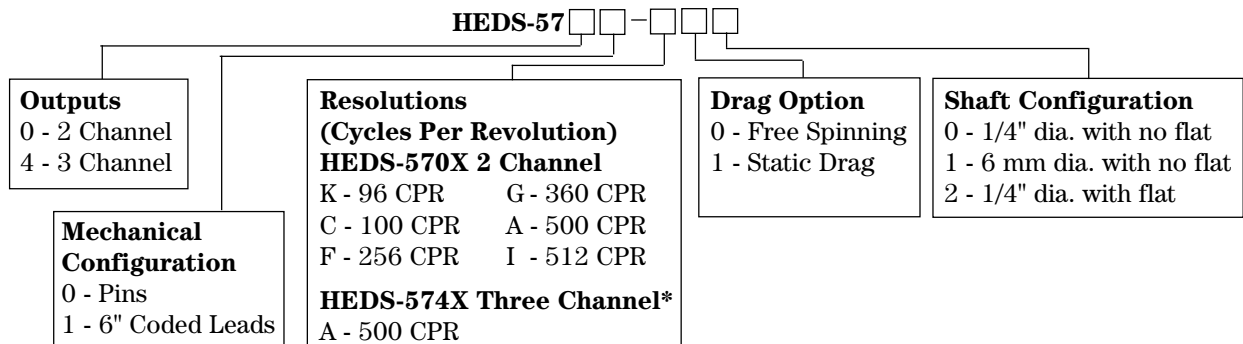 HEDS-57□□–□□□
Outputs
0 - 2 Channel
4 - 3 Channel
Mechanical
Configuration
0 - Pins
1 - 6" Coded Leads
Resolutions
(Cycles Per Revolution)
HEDS-570X 2 Channel
K - 96 CPR G - 360 CPR
C - 100 CPR A - 500 CPR
F - 256 CPR I - 512 CPR
HEDS-574X Three Channel*
A - 500 CPR
Drag Option
0 - Free Spinning
1 - Static Drag
Shaft Configuration
0 - 1/4" dia. with no flat
1 - 6 mm dia. with no flat
2 - 1/4" dia. with flat